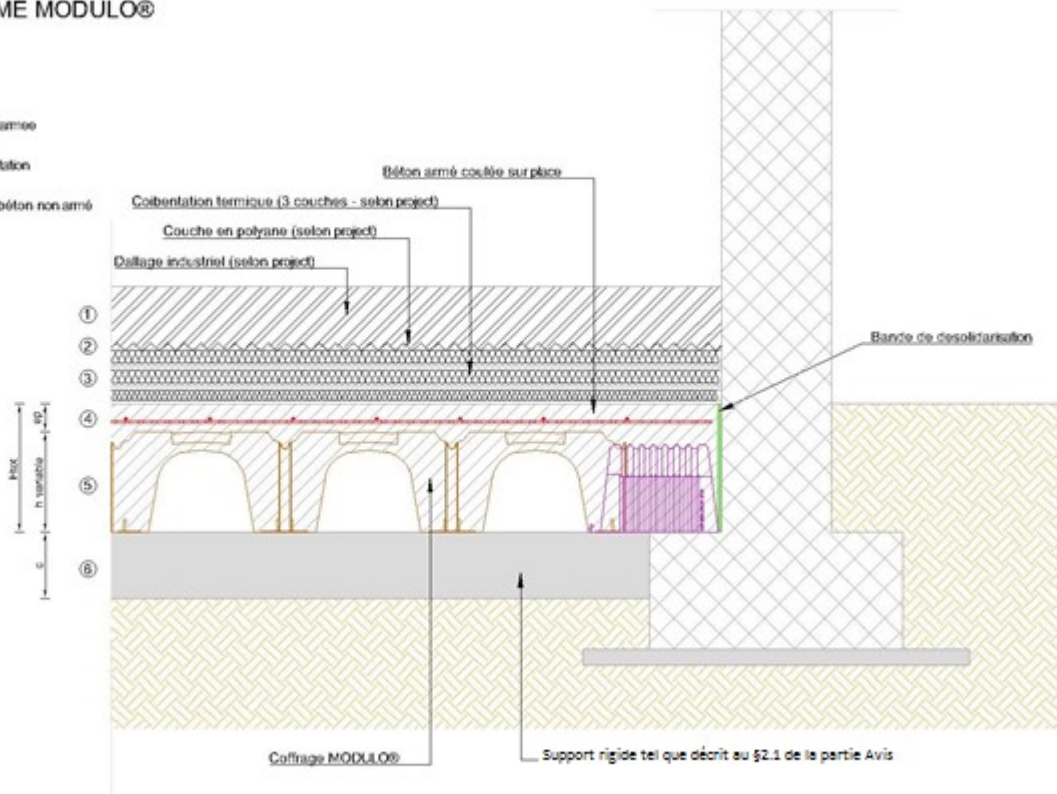 ME MODULO®
armee
tation
béton non armé
Béton armé coulée sur place
Coibentation termique (3 couches - selon project)
Couche en polyane (selon project)
Dallage industriel (selon project)
Bande de desolidarisation
①
②
③
④
⑤
⑥
ep
Htot
h variable
c
Coffrage MODULO®
Support rigide tel que décrit au §2.1 de la partie Avis